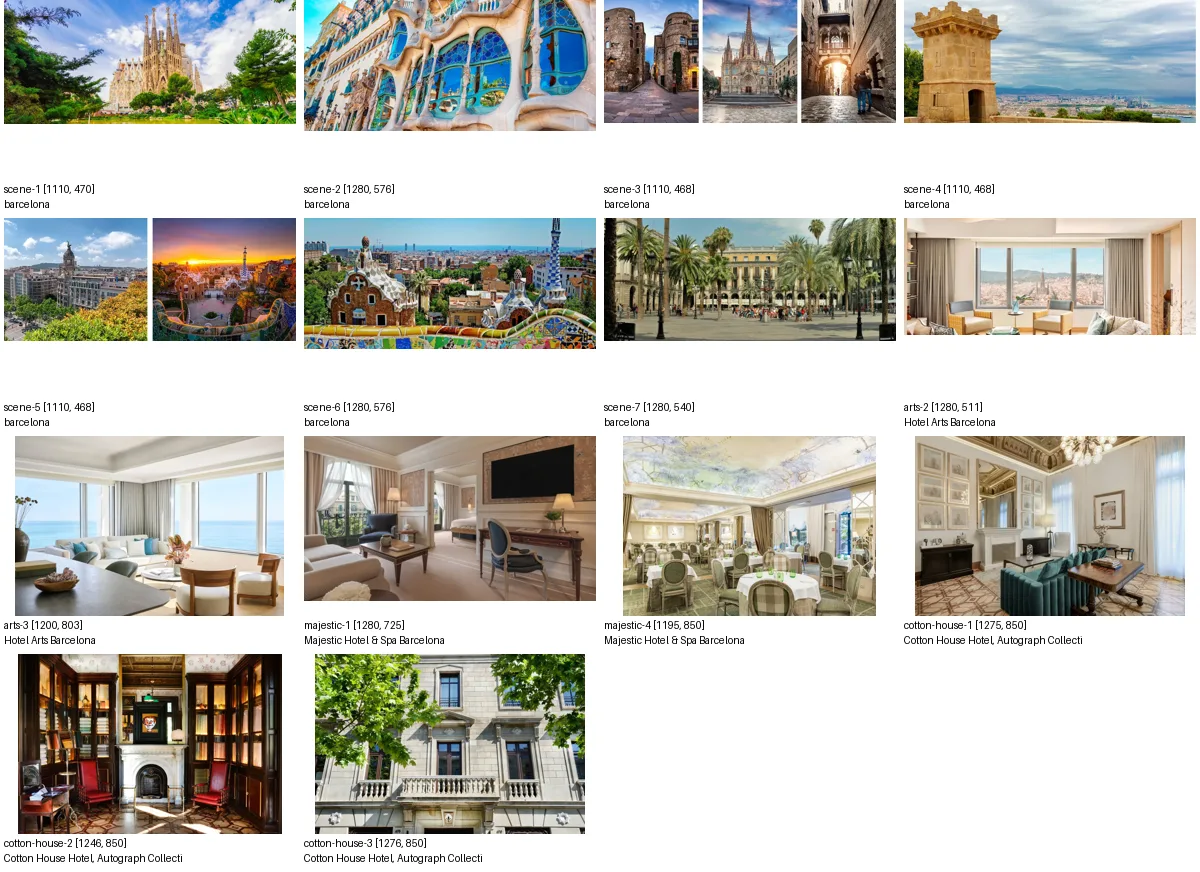 scene-1 [1110, 470]
barcelona
scene-2 [1280, 576]
barcelona
scene-3 [1110, 468]
barcelona
scene-4 [1110, 468]
barcelona
scene-5 [1110, 468]
barcelona
scene-6 [1280, 576]
barcelona
scene-7 [1280, 540]
barcelona
arts-2 [1280, 511]
Hotel Arts Barcelona
arts-3 [1200, 803]
Hotel Arts Barcelona
majestic-1 [1280, 725]
Majestic Hotel & Spa Barcelona
majestic-4 [1195, 850]
Majestic Hotel & Spa Barcelona
cotton-house-1 [1275, 850]
Cotton House Hotel, Autograph Collecti
cotton-house-2 [1246, 850]
Cotton House Hotel, Autograph Collecti
cotton-house-3 [1276, 850]
Cotton House Hotel, Autograph Collecti